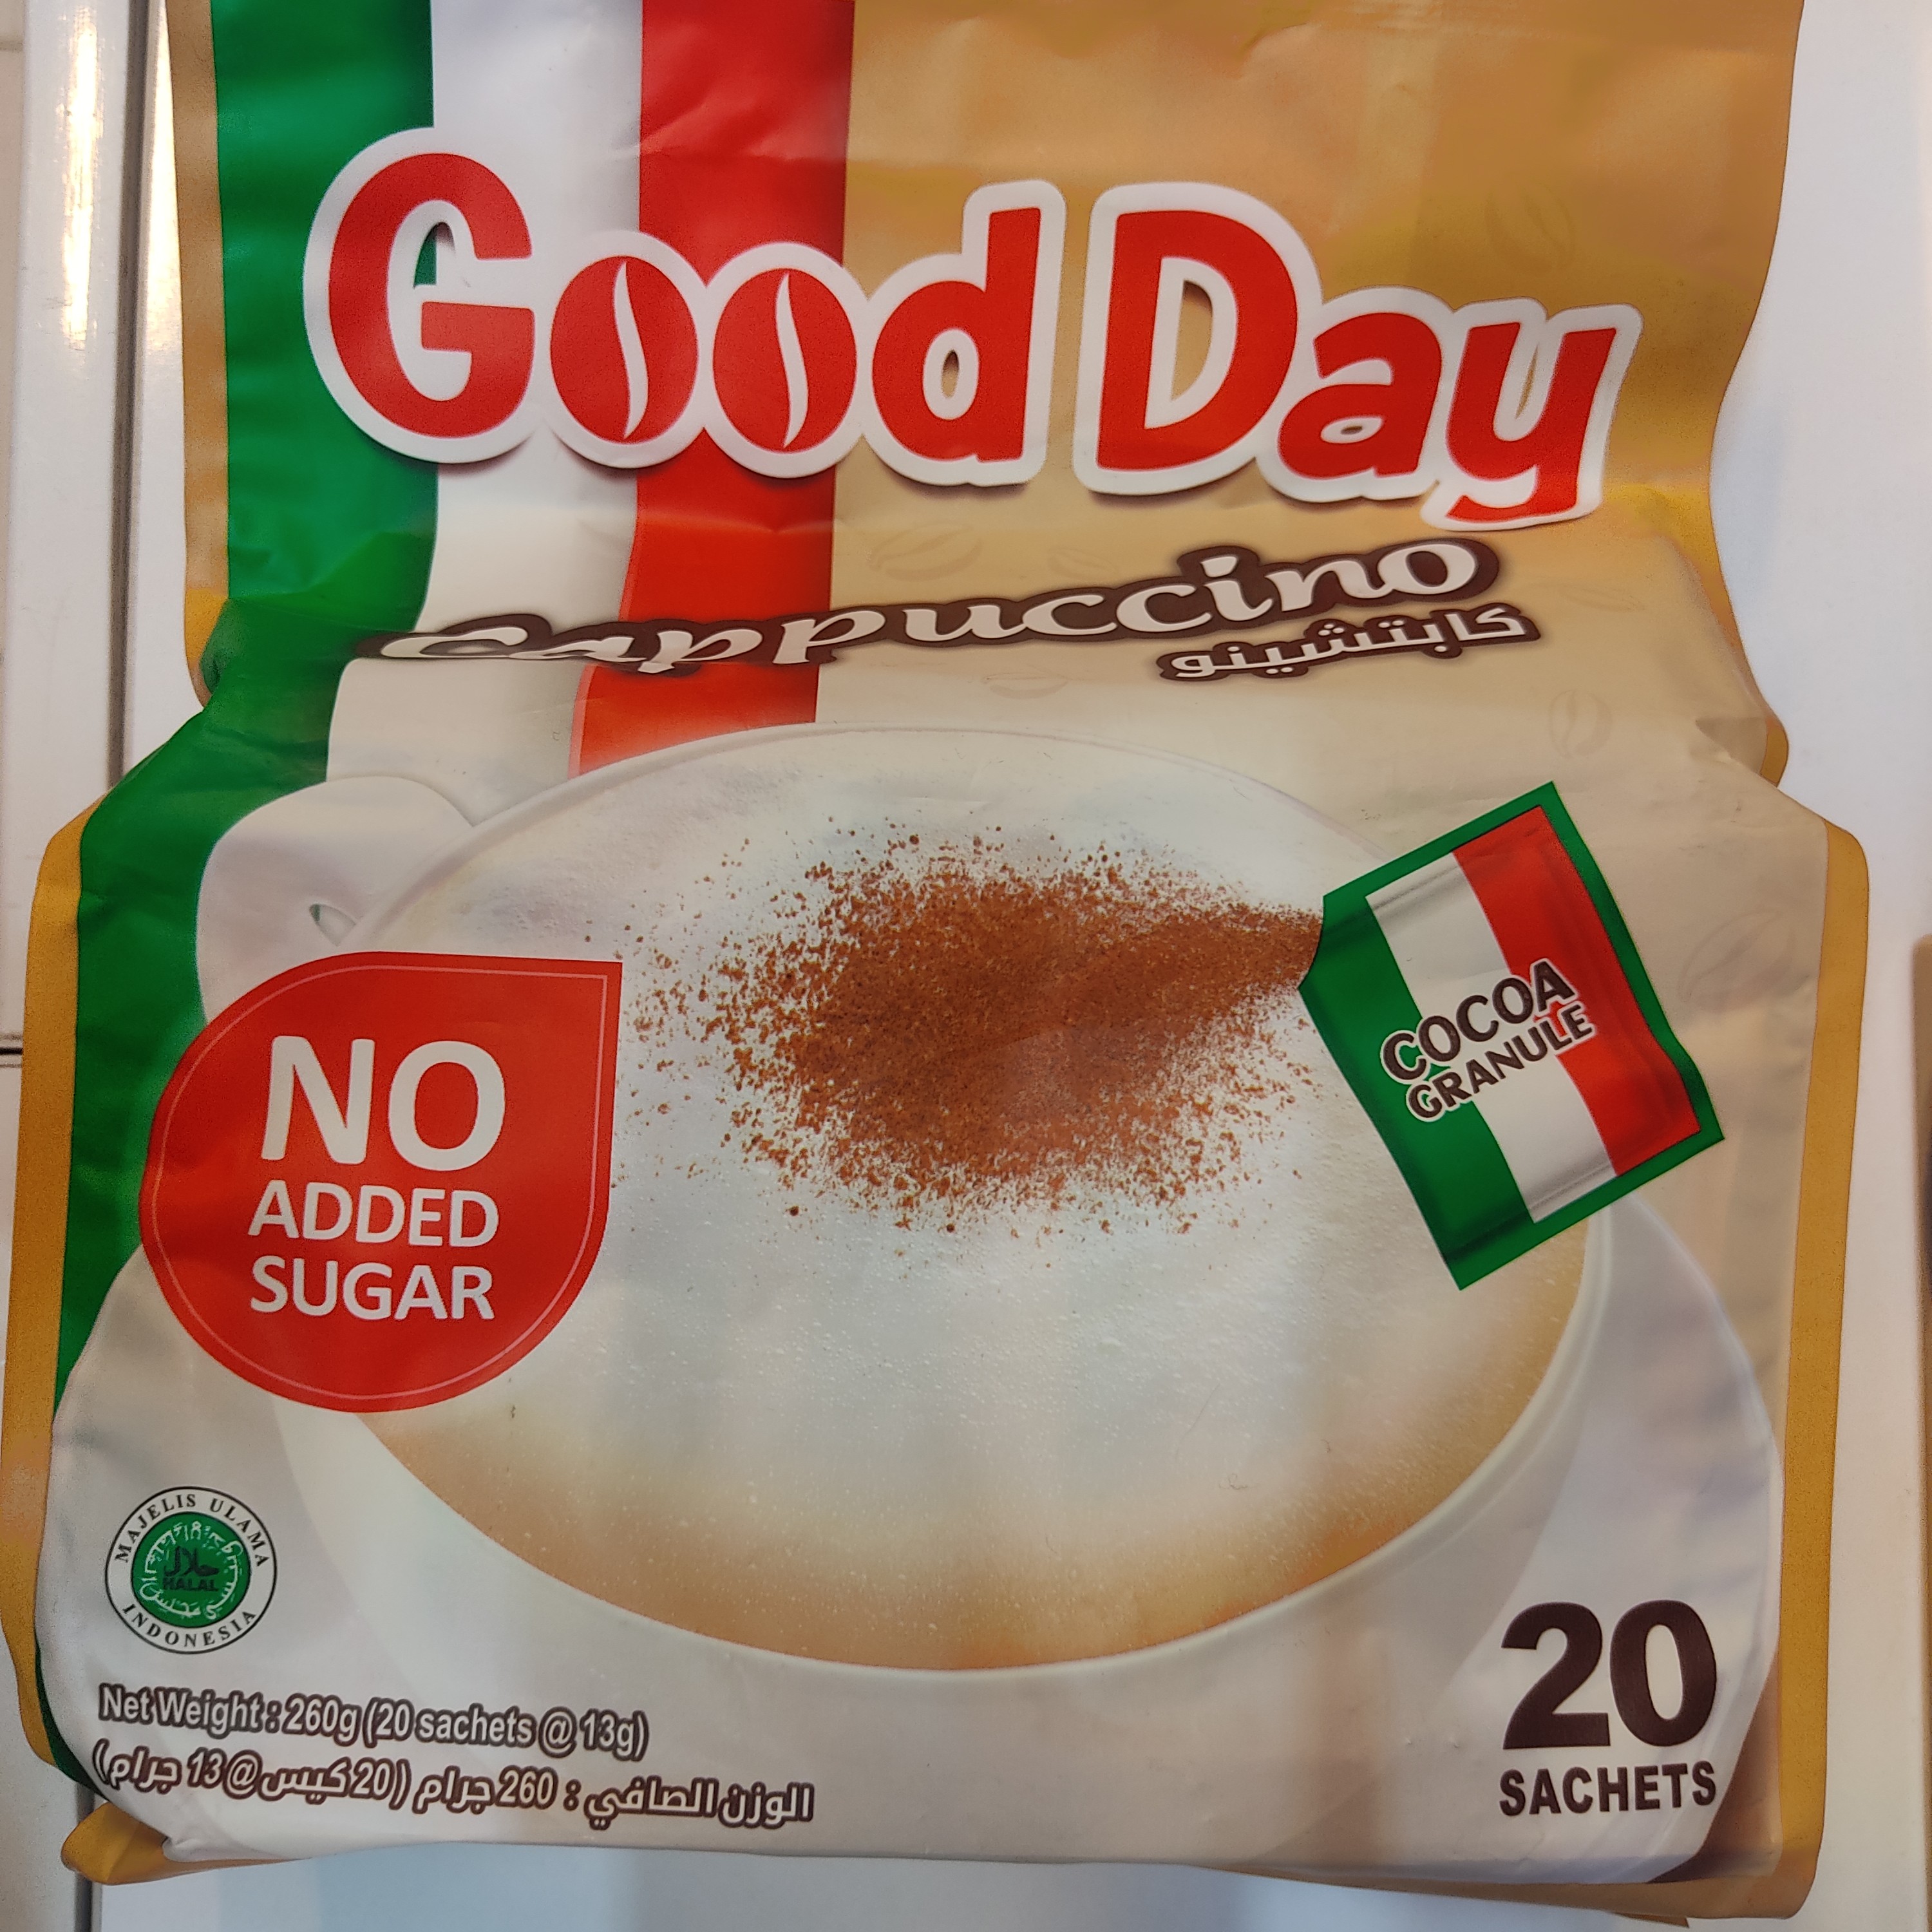 Good Day
Cappuccino
كابتشينو
COCOA
GRANULE
NO
ADDED
SUGAR
MAJELIS ULAMA
حلال
HALAL
INDONESIA
Net Weight : 260g (20 sachets @ 13g)
الوزن الصافي : 260 جرام (20 كيس@ 13 جرام)
20
SACHETS